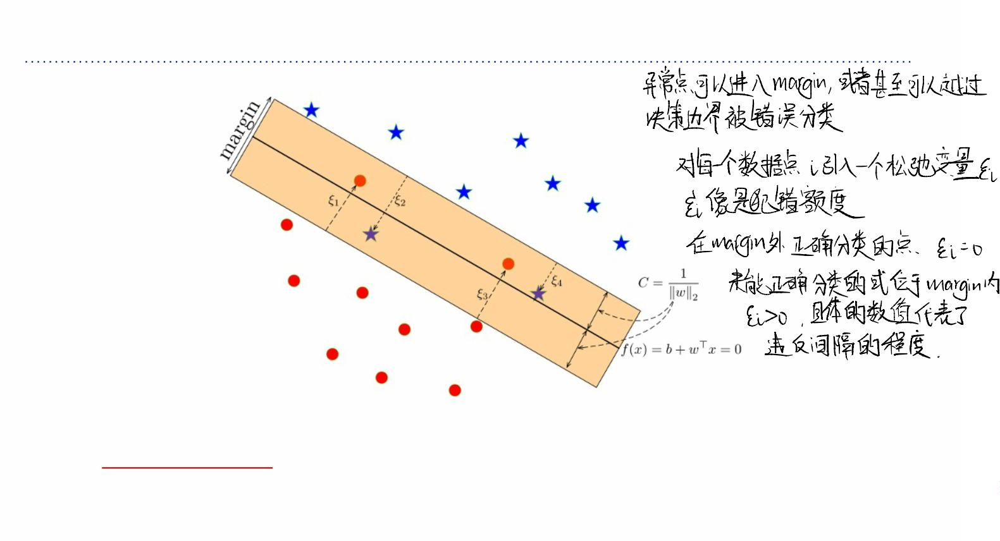 异常点可以进入margin,或者甚至可以越过
决策边界被错误分类
margin
对每个数据点 i 引入一个松弛变量 ξi
ξi 像是犯错额度
ξ1
ξ2
在margin外正确分类的点、ξi=0
ξ3
ξ4
C = 1/‖w‖2
未能正确分类的或位于margin内
ξi>0,具体的数值代表了
f(x) = b + w⊤x = 0
违反间隔的程度.